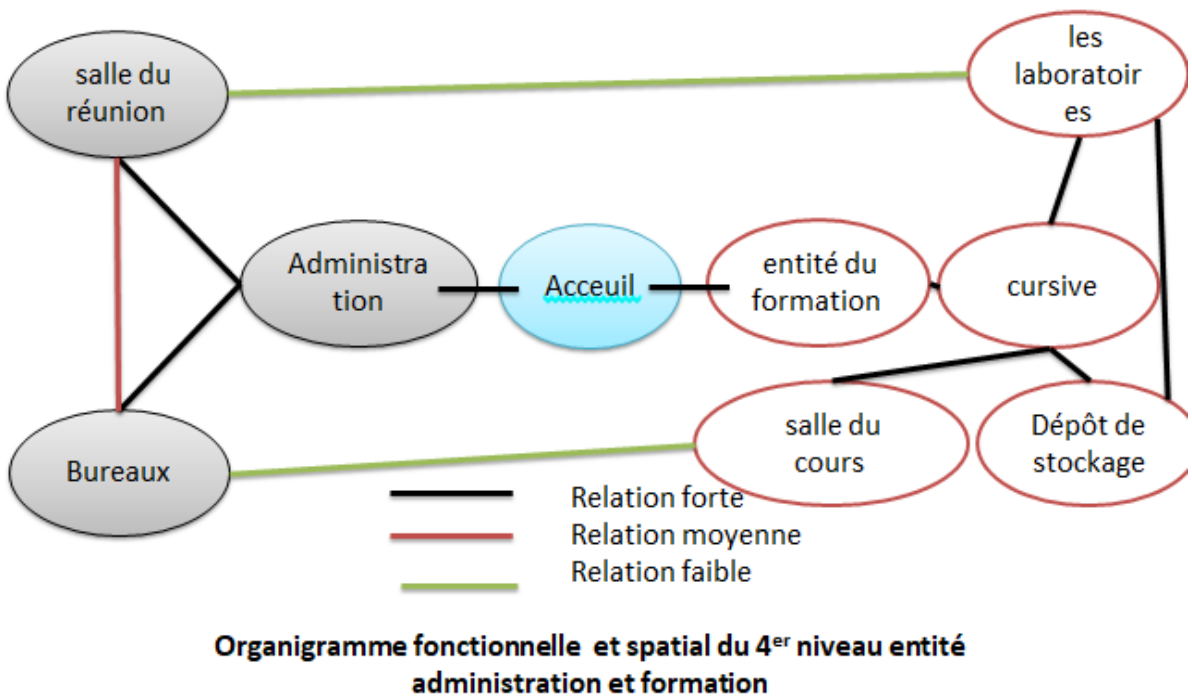 salle du
réunion
les
laboratoir
es
Administra
tion
Acceuil
entité du
formation
cursive
Bureaux
salle du
cours
Dépôt de
stockage
Relation forte
Relation moyenne
Relation faible
Organigramme fonctionnelle et spatial du 4er niveau entité
administration et formation